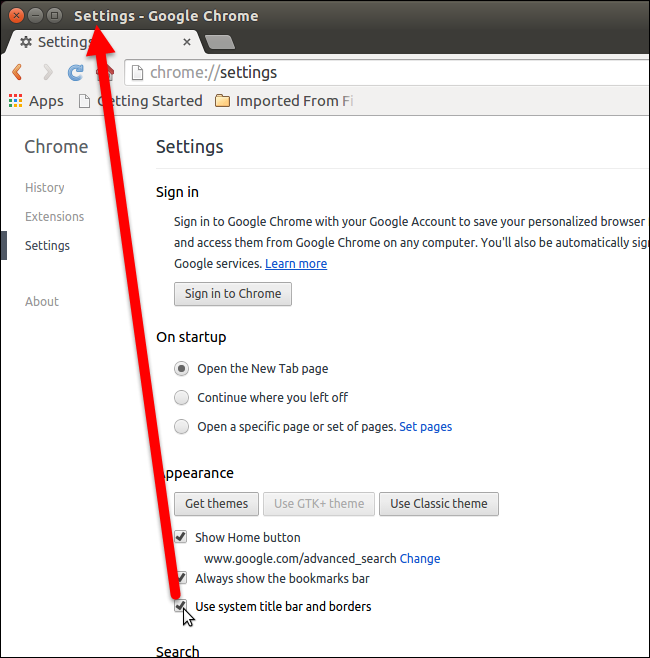 Settings - Google Chrome
Settings
chrome://settings
Apps Getting Started Imported From Fi
Chrome
Settings
History
Extensions
Settings
About
Sign in
Sign in to Google Chrome with your Google Account to save your personalized browser
and access them from Google Chrome on any computer. You'll also be automatically sig
Google services. Learn more
Sign in to Chrome
On startup
Open the New Tab page
Continue where you left off
Open a specific page or set of pages. Set pages
Appearance
Get themes Use GTK+ theme Use Classic theme
Show Home button
www.google.com/advanced_search Change
Always show the bookmarks bar
Use system title bar and borders
Search